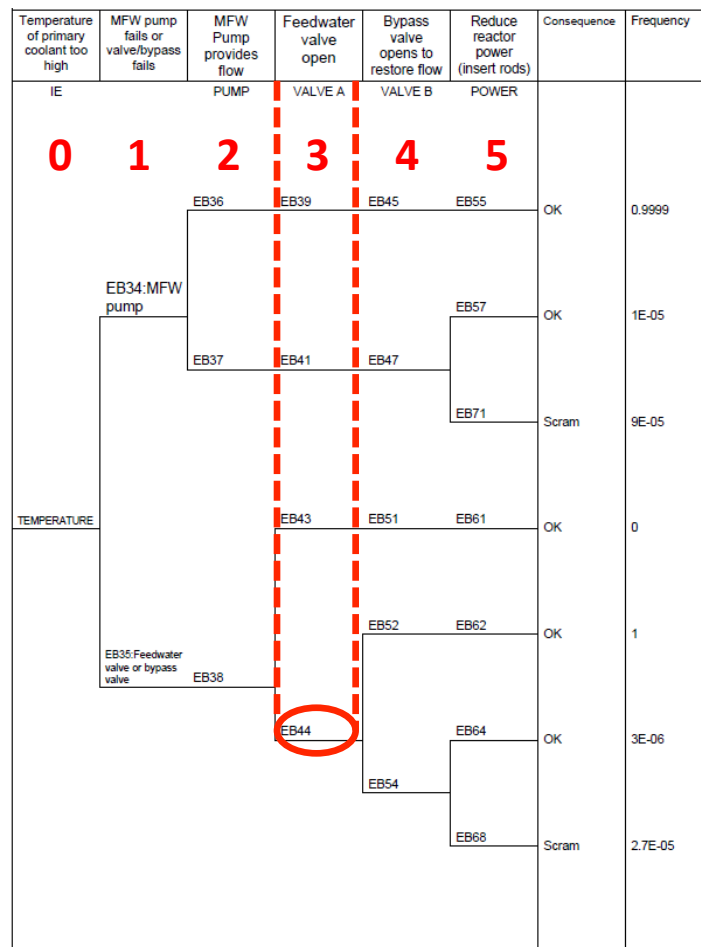 Temperature
of primary
coolant too
high
MFW pump
fails or
valve/bypass
fails
MFW
Pump
provides
flow
Feedwater
valve
open
Bypass
valve
opens to
restore flow
Reduce
reactor
power
(insert rods)
Consequence
Frequency
IE
PUMP
VALVE A
VALVE B
POWER
0
1
2
3
4
5
EB36
EB39
EB45
EB55
OK
0.9999
EB34:MFW
pump
EB57
OK
1E-05
EB37
EB41
EB47
EB71
Scram
9E-05
TEMPERATURE
EB43
EB51
EB61
OK
0
EB52
EB62
OK
1
EB35:Feedwater
valve or bypass
valve
EB38
EB44
EB64
OK
3E-06
EB54
EB68
Scram
2.7E-05